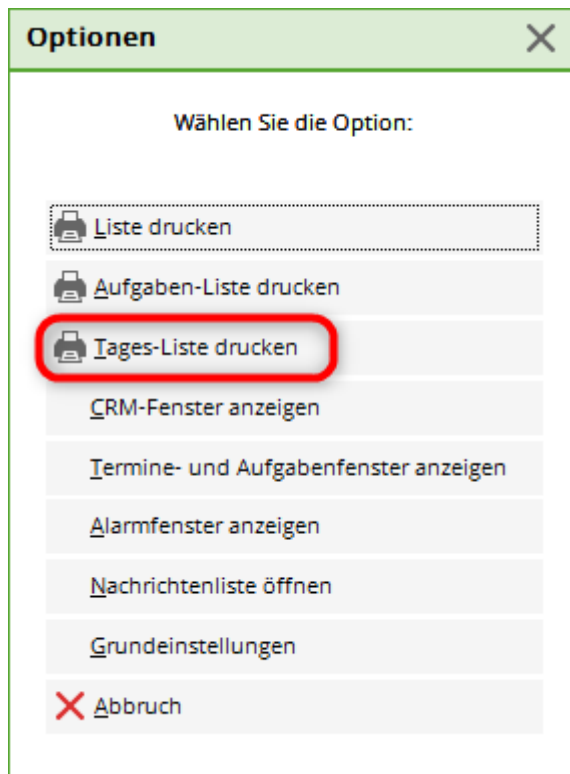 Optionen
Wählen Sie die Option:
Liste drucken
Aufgaben-Liste drucken
Tages-Liste drucken
CRM-Fenster anzeigen
Termine- und Aufgabenfenster anzeigen
Alarmfenster anzeigen
Nachrichtenliste öffnen
Grundeinstellungen
Abbruch